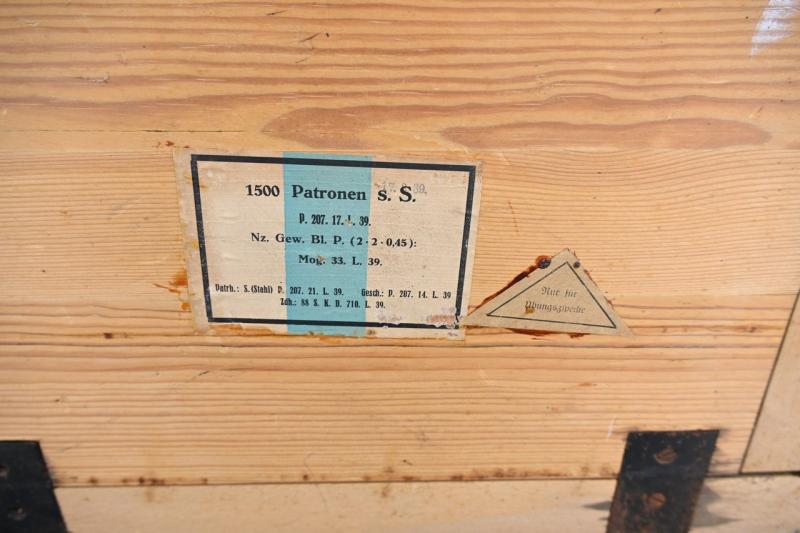 1500 Patronen s. S.
P. 207. 17. L. 39.
Nz. Gew. Bl. P. (2 · 2 · 0,45):
Mog. 33. L. 39.
Patrh.: S. (Stahl) P. 207. 21. L. 39. Gesch.: P. 207. 14. L. 39
Zdh.: 88 S. K. D. 710. L. 39.
Nur für
Übungszwecke